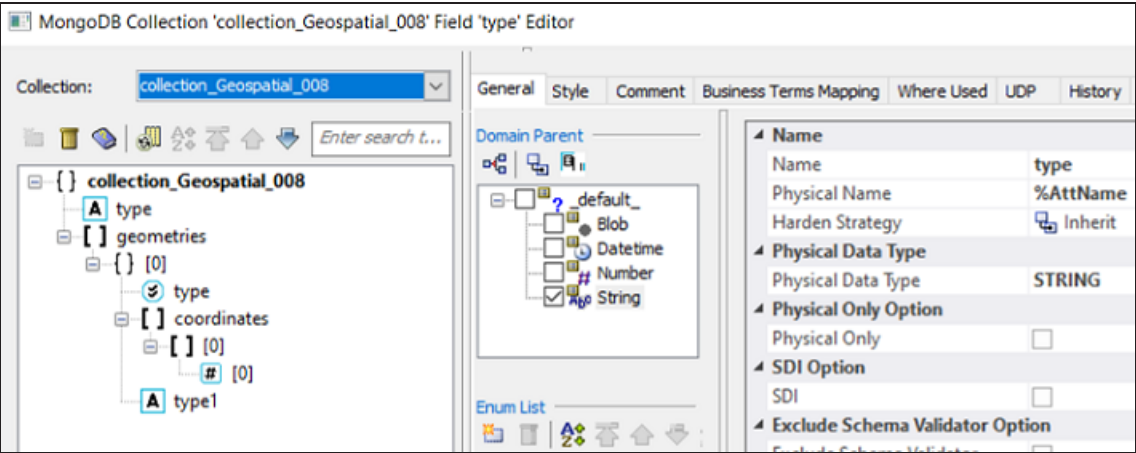 MongoDB Collection 'collection_Geospatial_008' Field 'type' Editor
Collection: collection_Geospatial_008
Enter search t...
{ } collection_Geospatial_008
A type
[ ] geometries
{ } [0]
type
[ ] coordinates
[ ] [0]
# [0]
A type1
General Style Comment Business Terms Mapping Where Used UDP History
Domain Parent
_default_
Blob
Datetime
Number
String
Enum List
Name
Name type
Physical Name %AttName
Harden Strategy Inherit
Physical Data Type
Physical Data Type STRING
Physical Only Option
Physical Only
SDI Option
SDI
Exclude Schema Validator Option
Exclude Schema Validator